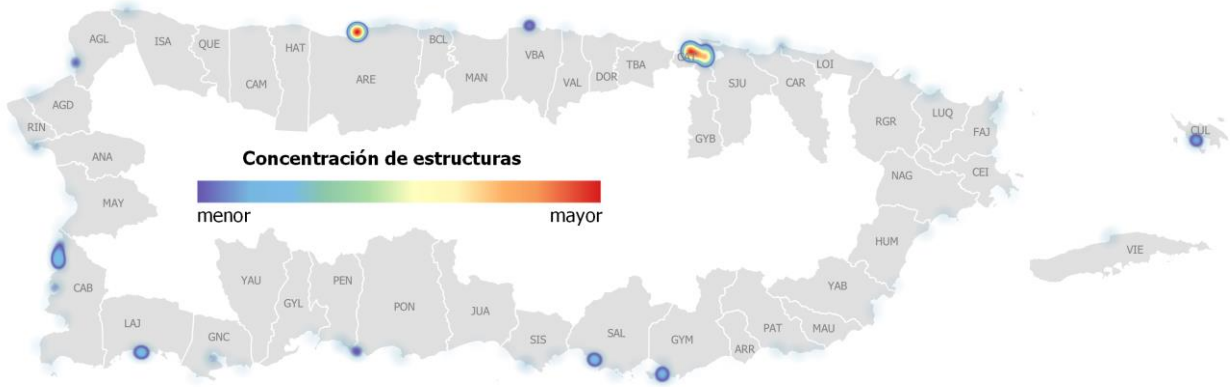 AGL
ISA
QUE
CAM
HAT
ARE
BCL
MAN
VBA
VAL
DOR
TBA
CAT
GYB
SJU
CAR
LOI
RGR
LUQ
FAJ
CUL
AGD
RIN
ANA
MAY
Concentración de estructuras
menor
mayor
NAG
CEI
HUM
VIE
CAB
LAJ
GNC
YAU
GYL
PEN
PON
JUA
SIS
SAL
GYM
ARR
PAT
MAU
YAB